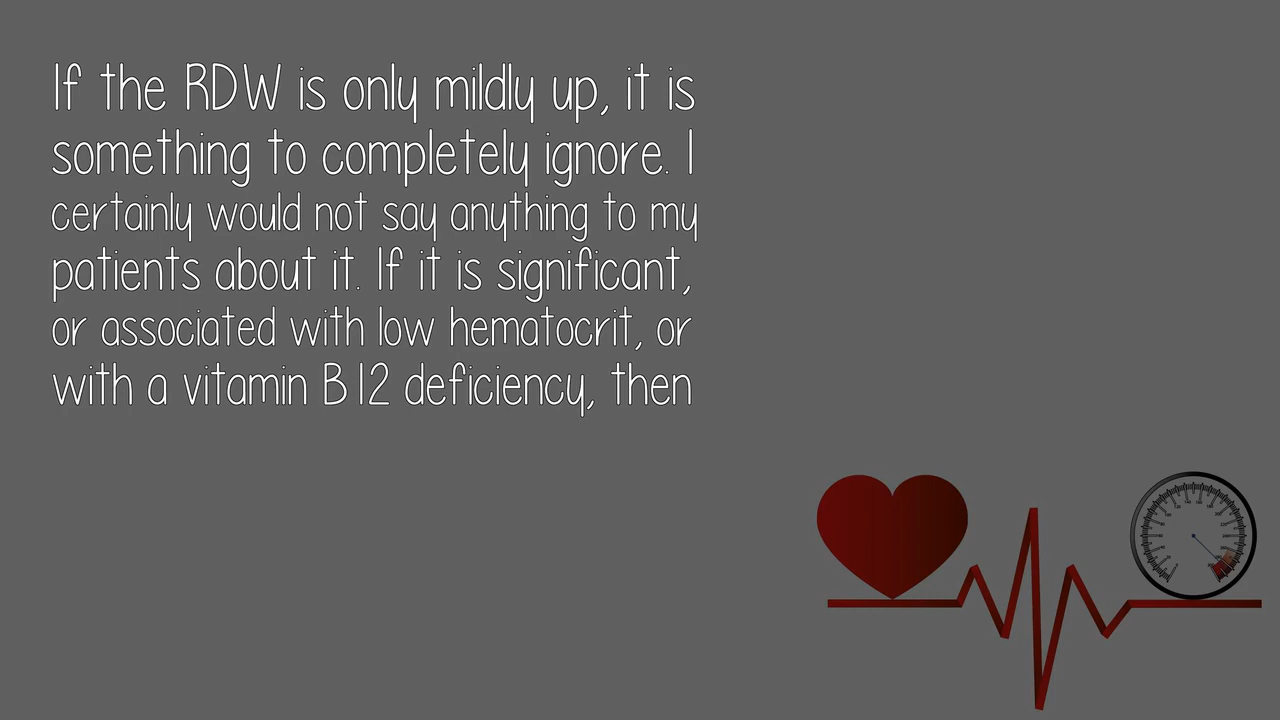 If the RDW is only mildly up, it is
something to completely ignore. I
certainly would not say anything to my
patients about it. If it is significant,
or associated with low hematocrit, or
with a vitamin B12 deficiency, then